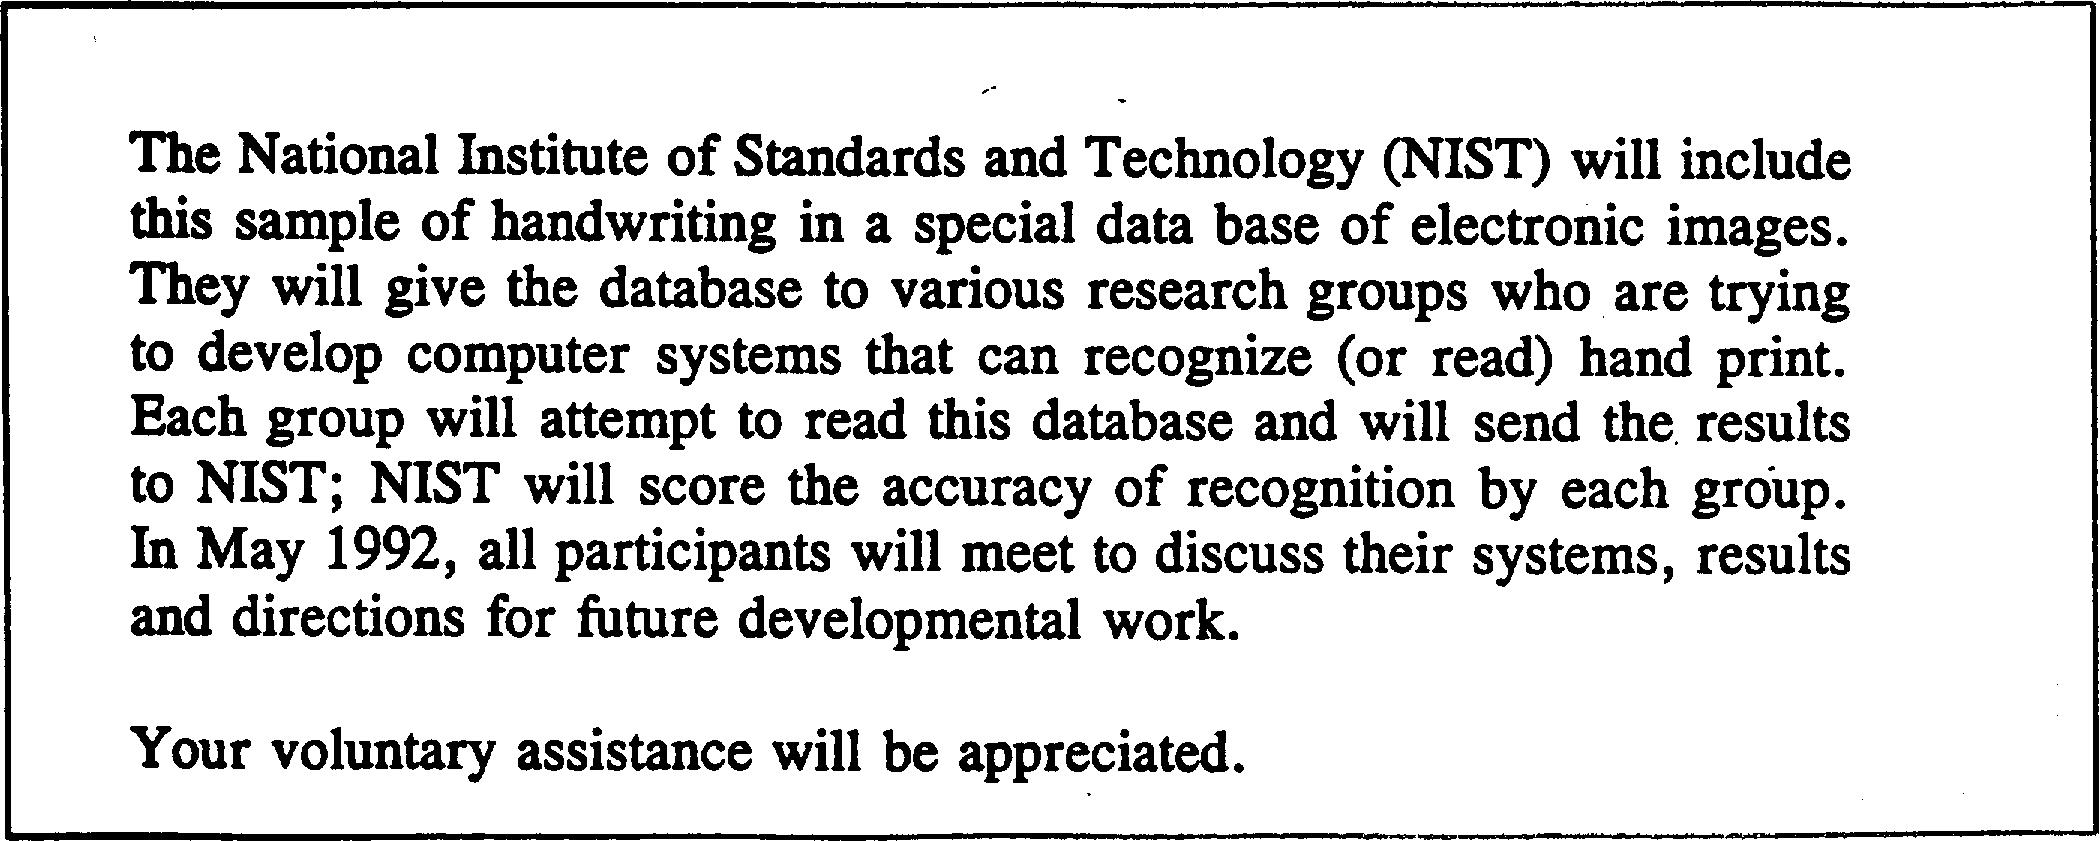 The National Institute of Standards and Technology (NIST) will include
this sample of handwriting in a special data base of electronic images.
They will give the database to various research groups who are trying
to develop computer systems that can recognize (or read) hand print.
Each group will attempt to read this database and will send the results
to NIST; NIST will score the accuracy of recognition by each group.
In May 1992, all participants will meet to discuss their systems, results
and directions for future developmental work.
Your voluntary assistance will be appreciated.